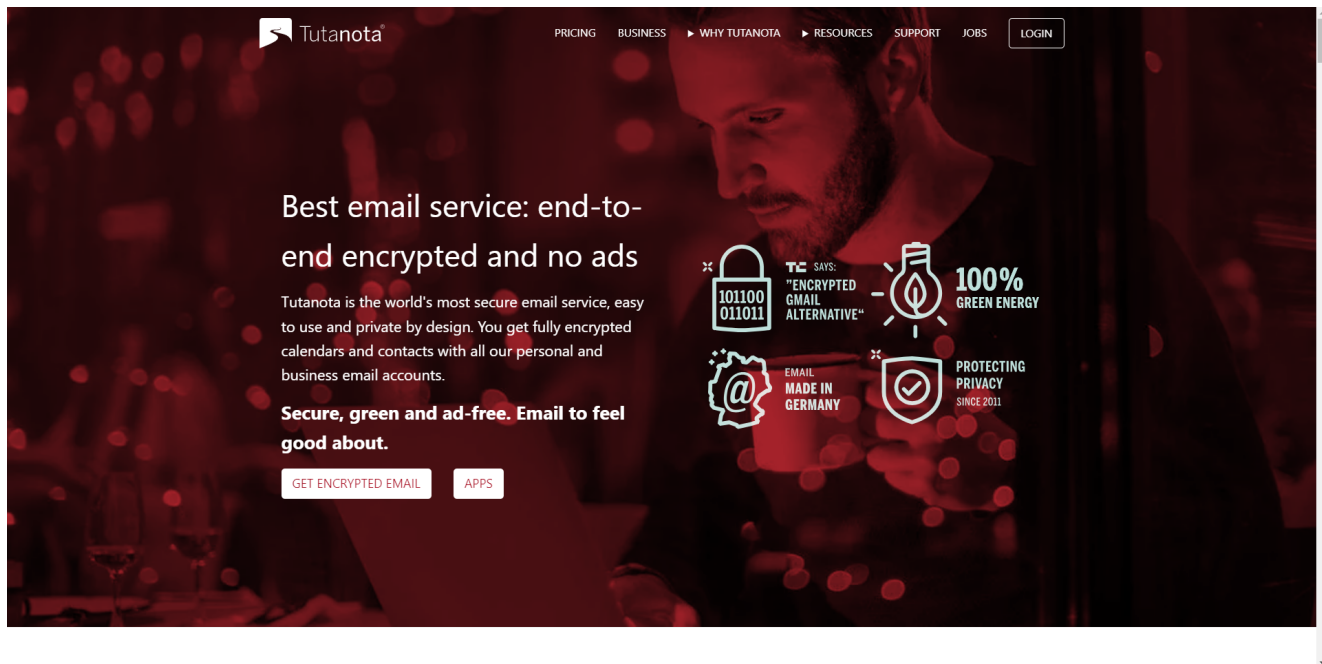 Tutanota®
PRICING
BUSINESS
WHY TUTANOTA
RESOURCES
SUPPORT
JOBS
LOGIN
Best email service: end-to-
end encrypted and no ads
Tutanota is the world's most secure email service, easy
to use and private by design. You get fully encrypted
calendars and contacts with all our personal and
business email accounts.
Secure, green and ad-free. Email to feel
good about.
GET ENCRYPTED EMAIL
APPS
101100
011011
TC SAYS:
"ENCRYPTED
GMAIL
ALTERNATIVE“
100%
GREEN ENERGY
@
EMAIL
MADE IN
GERMANY
PROTECTING
PRIVACY
SINCE 2011